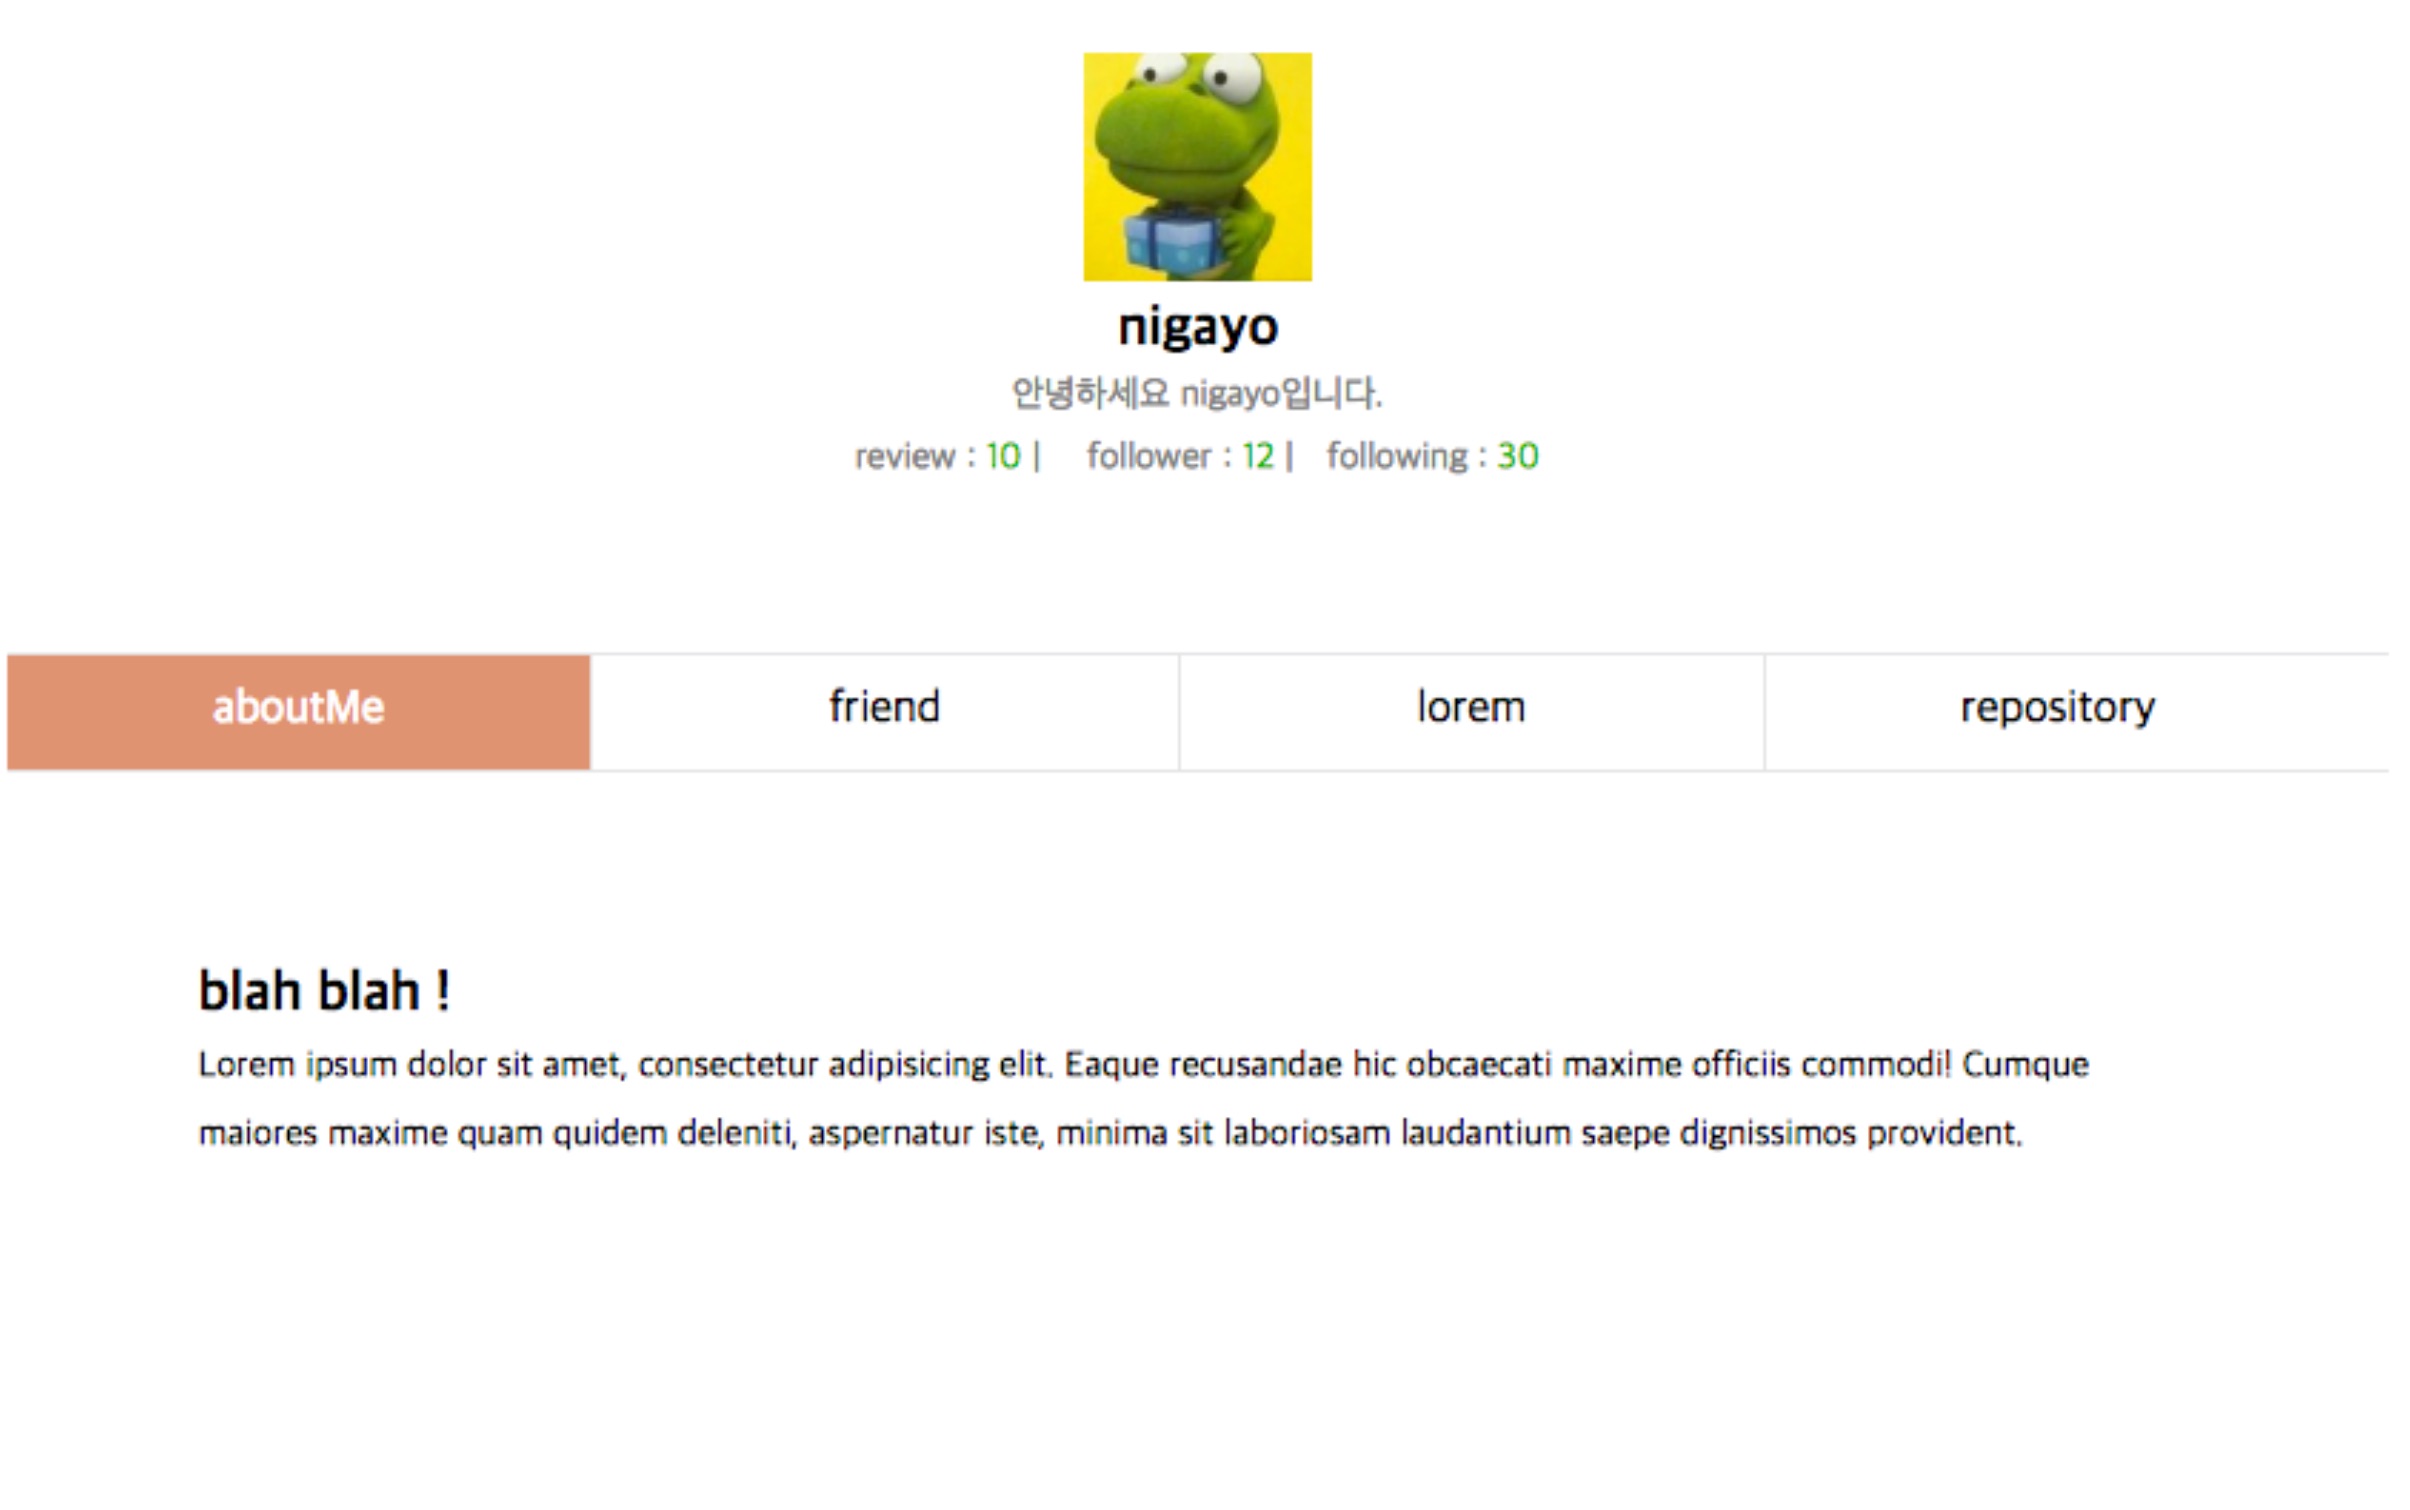 nigayo
안녕하세요 nigayo입니다.
review : 10 | follower : 12 | following : 30
aboutMe friend lorem repository
blah blah !
Lorem ipsum dolor sit amet, consectetur adipisicing elit. Eaque recusandae hic obcaecati maxime officiis commodi! Cumque
maiores maxime quam quidem deleniti, aspernatur iste, minima sit laboriosam laudantium saepe dignissimos provident.